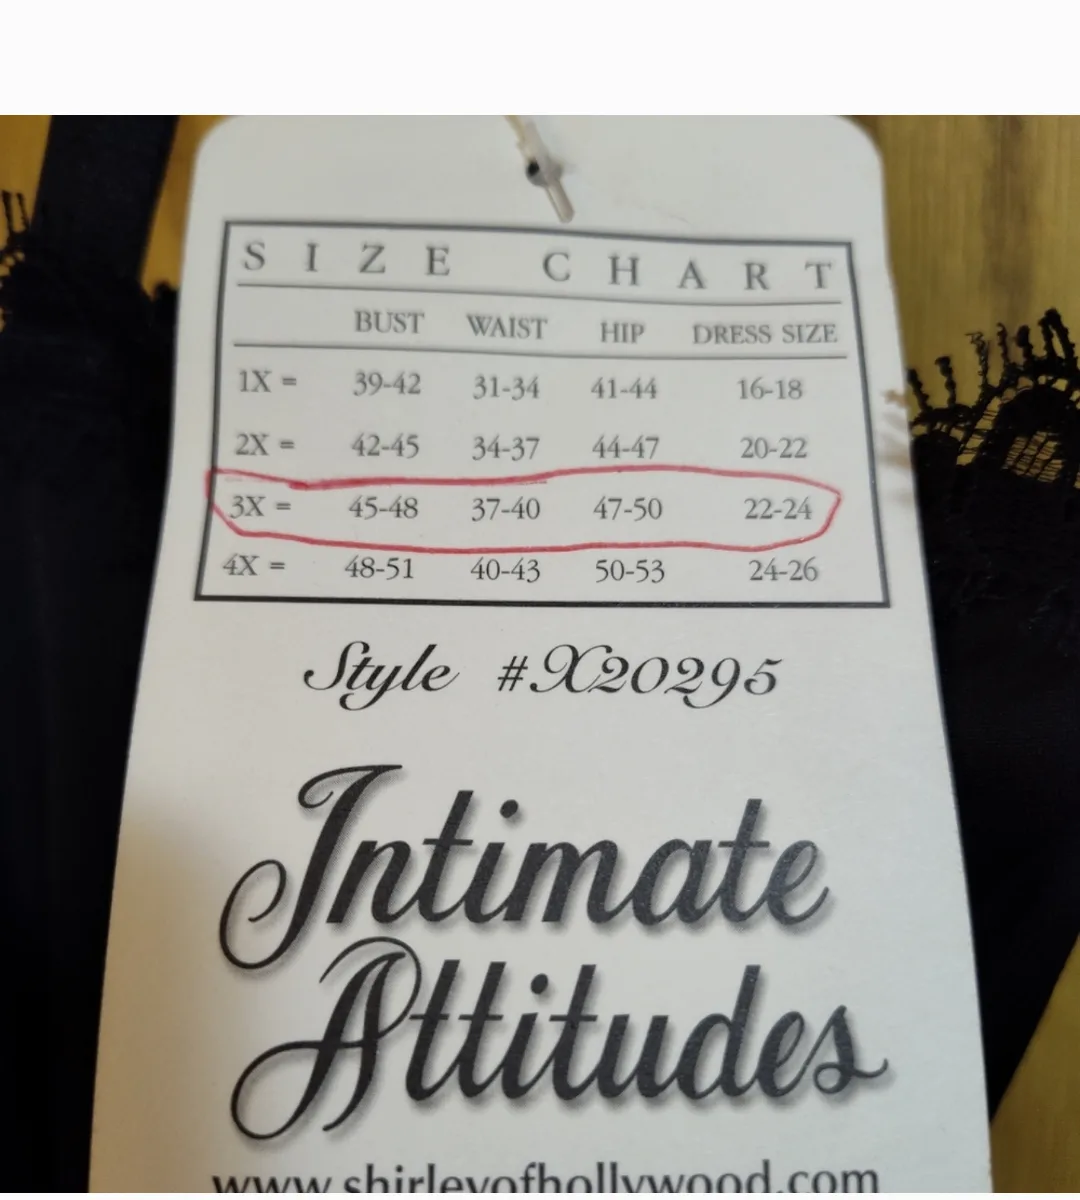 SIZE CHART
BUST WAIST HIP DRESS SIZE
1X = 39-42 31-34 41-44 16-18
2X = 42-45 34-37 44-47 20-22
3X = 45-48 37-40 47-50 22-24
4X = 48-51 40-43 50-53 24-26
Style #X20295
Intimate
Attitudes
www.shirleyofhollywood.com